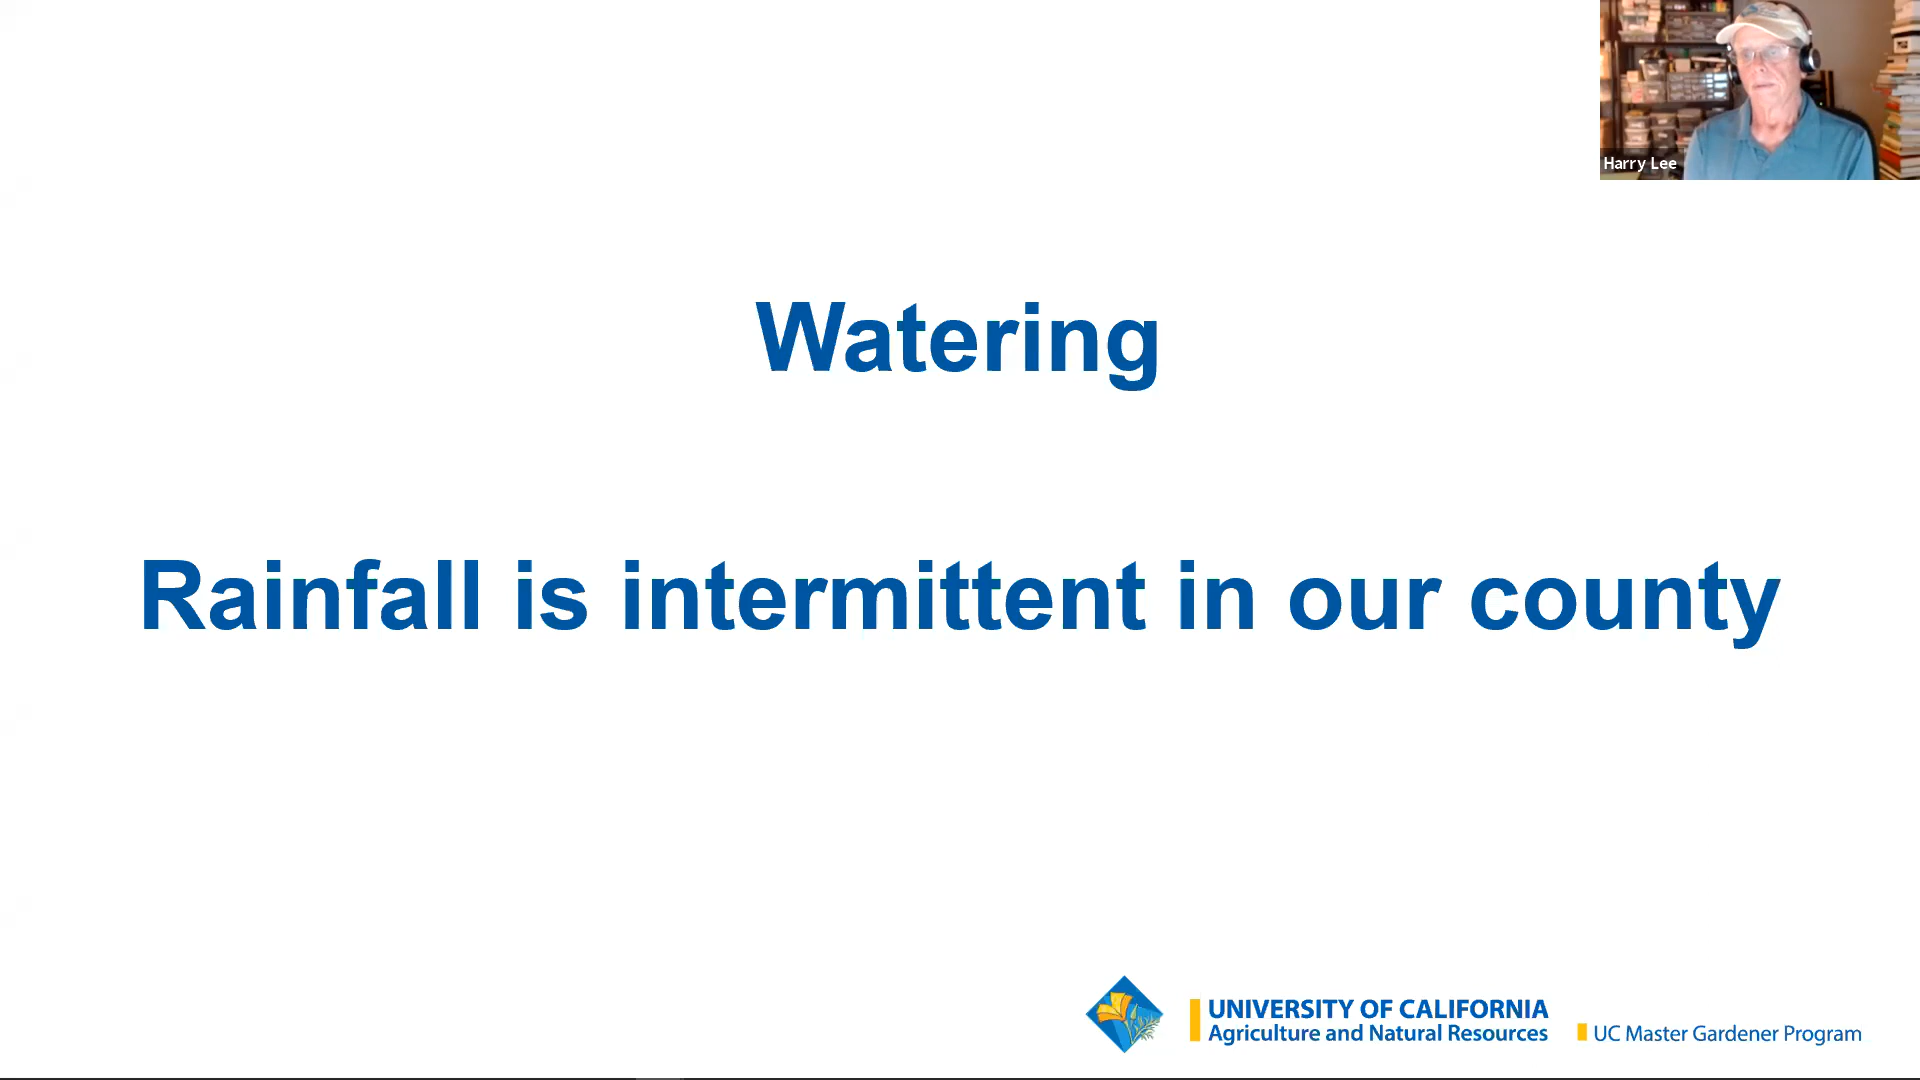 Harry Lee
Watering
Rainfall is intermittent in our county
UNIVERSITY OF CALIFORNIA
Agriculture and Natural Resources
UC Master Gardener Program